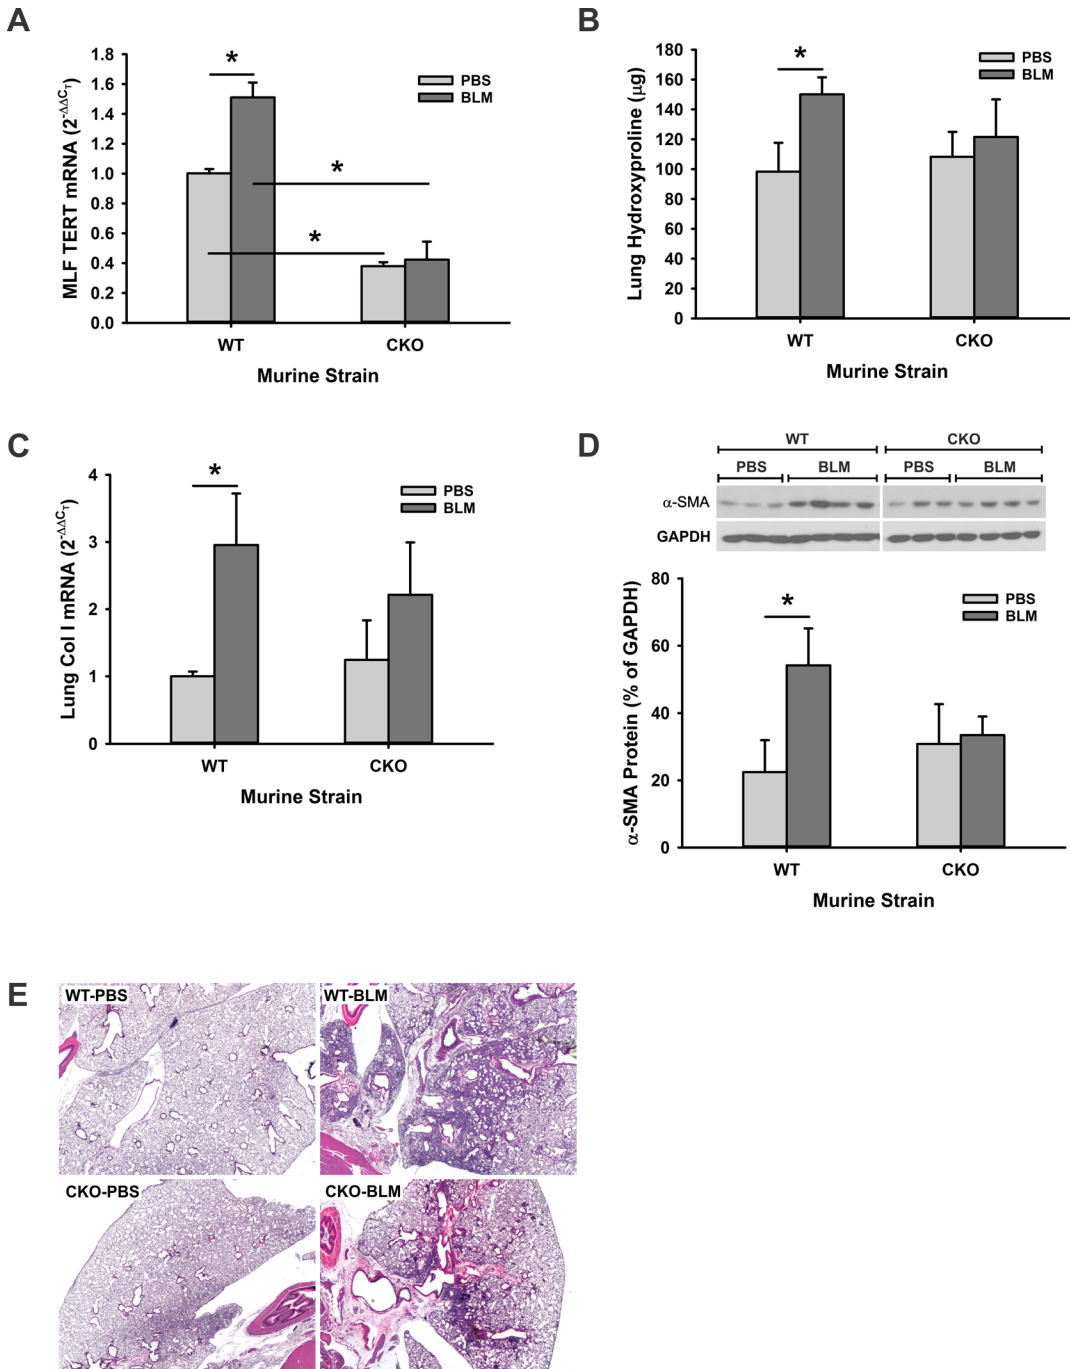 A
MLF TERT mRNA (2^-ΔΔC_T)
1.8
1.6
1.4
1.2
1.0
0.8
0.6
0.4
0.2
0.0
*
*
*
PBS
BLM
WT
CKO
Murine Strain
B
Lung Hydroxyproline (µg)
180
160
140
120
100
80
60
40
20
0
*
PBS
BLM
WT
CKO
Murine Strain
C
Lung Col I mRNA (2^-ΔΔC_T)
4
3
2
1
0
*
PBS
BLM
WT
CKO
Murine Strain
D
WT CKO
PBS BLM PBS BLM
α-SMA
GAPDH
α-SMA Protein (% of GAPDH)
80
60
40
20
0
*
PBS
BLM
WT
CKO
Murine Strain
E
WT-PBS
WT-BLM
CKO-PBS
CKO-BLM